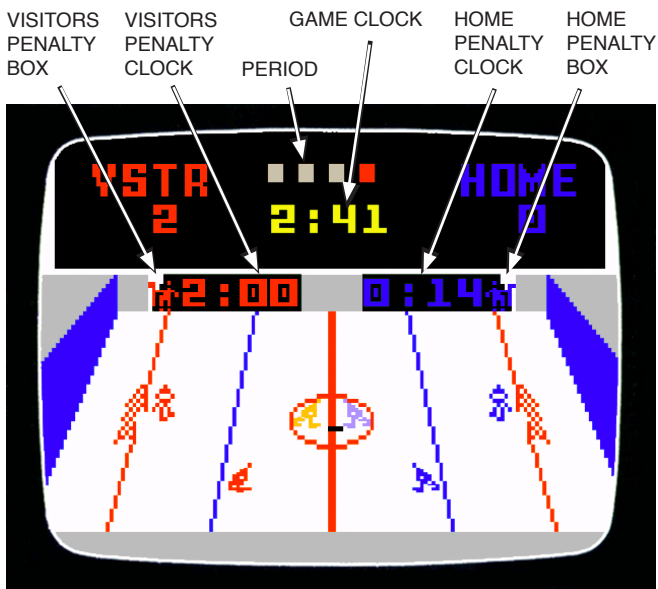 VISITORS PENALTY BOX
VISITORS PENALTY CLOCK
PERIOD
GAME CLOCK
HOME PENALTY CLOCK
HOME PENALTY BOX
VSTR
HOME
2
2:41
0
2:00
0:14